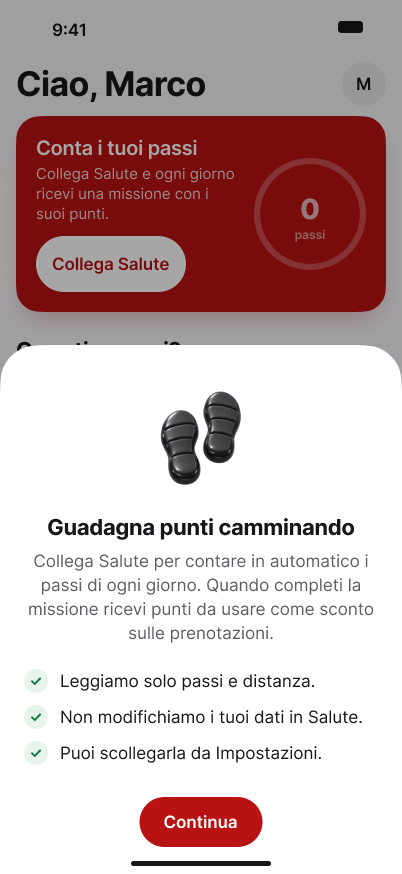 9:41
Ciao, Marco
M
Conta i tuoi passi
Collega Salute e ogni giorno
ricevi una missione con i
suoi punti.
0
passi
Collega Salute
Guadagna punti camminando
Collega Salute per contare in automatico i
passi di ogni giorno. Quando completi la
missione ricevi punti da usare come sconto
sulle prenotazioni.
Leggiamo solo passi e distanza.
Non modifichiamo i tuoi dati in Salute.
Puoi scollegarla da Impostazioni.
Continua